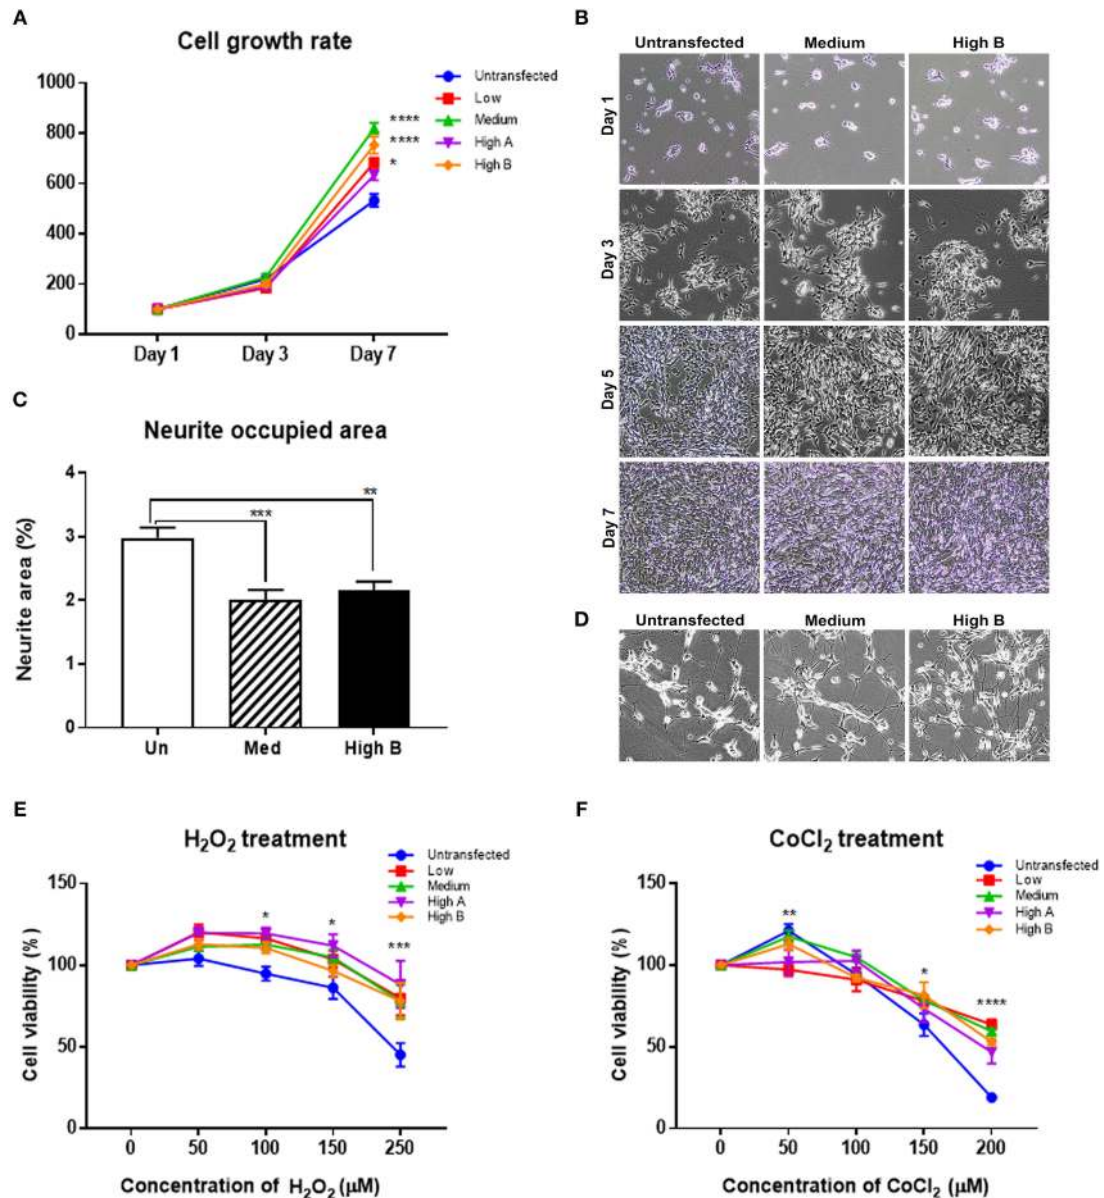 A
Cell growth rate
1000
800
600
400
200
0
Day 1 Day 3 Day 7
Untransfected
Low
Medium
High A
High B
****
****
*
B
Untransfected Medium High B
Day 1
Day 3
Day 5
Day 7
C
Neurite occupied area
Neurite area (%)
4
3
2
1
0
**
***
Un Med High B
D
Untransfected Medium High B
E
H₂O₂ treatment
Untransfected
Low
Medium
High A
High B
Cell viability (%)
150
100
50
0
* * ***
0 50 100 150 250
Concentration of H₂O₂ (µM)
F
CoCl₂ treatment
Untransfected
Low
Medium
High A
High B
Cell viability (%)
150
100
50
0
** * ****
0 50 100 150 200
Concentration of CoCl₂ (µM)